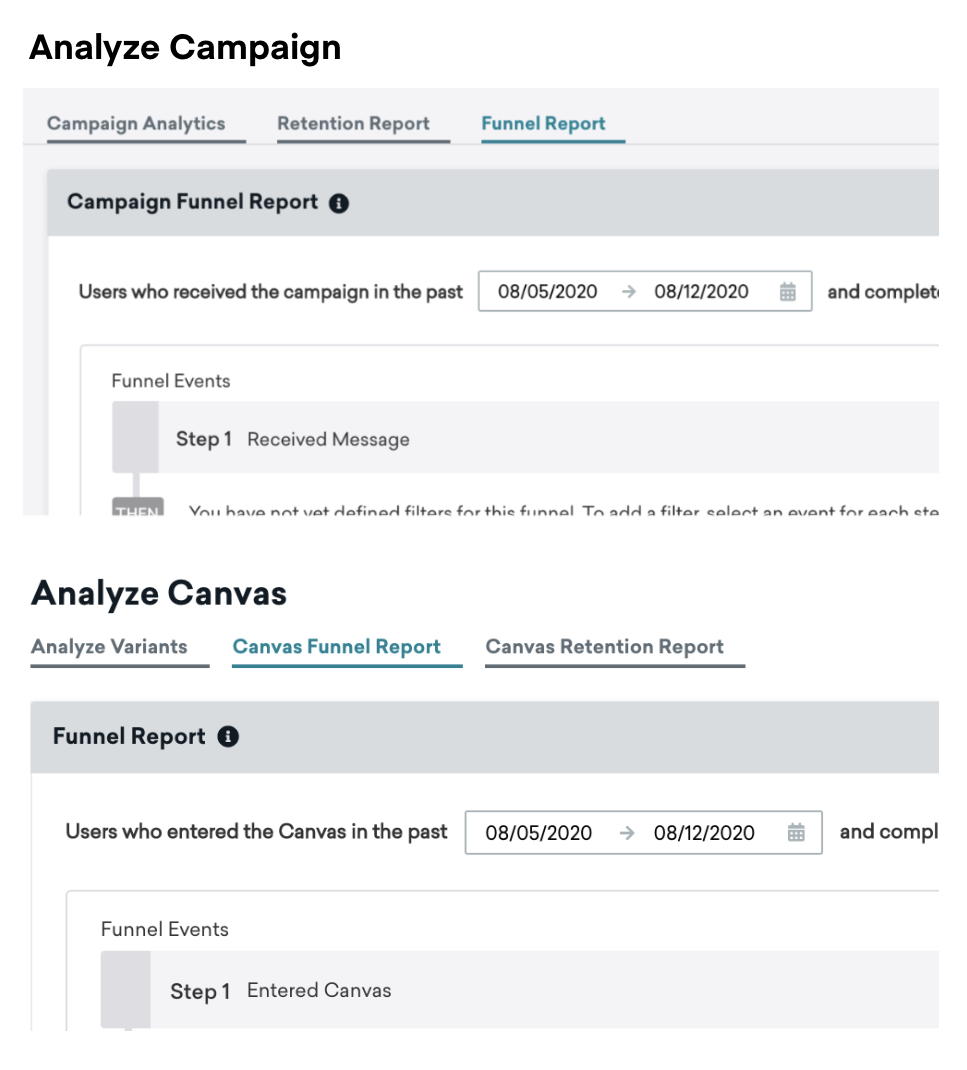 Analyze Campaign
Campaign Analytics Retention Report Funnel Report
Campaign Funnel Report
Users who received the campaign in the past 08/05/2020 → 08/12/2020 and complete
Funnel Events
Step 1 Received Message
THEN You have not yet defined filters for this funnel. To add a filter, select an event for each ste
Analyze Canvas
Analyze Variants Canvas Funnel Report Canvas Retention Report
Funnel Report
Users who entered the Canvas in the past 08/05/2020 → 08/12/2020 and compl
Funnel Events
Step 1 Entered Canvas